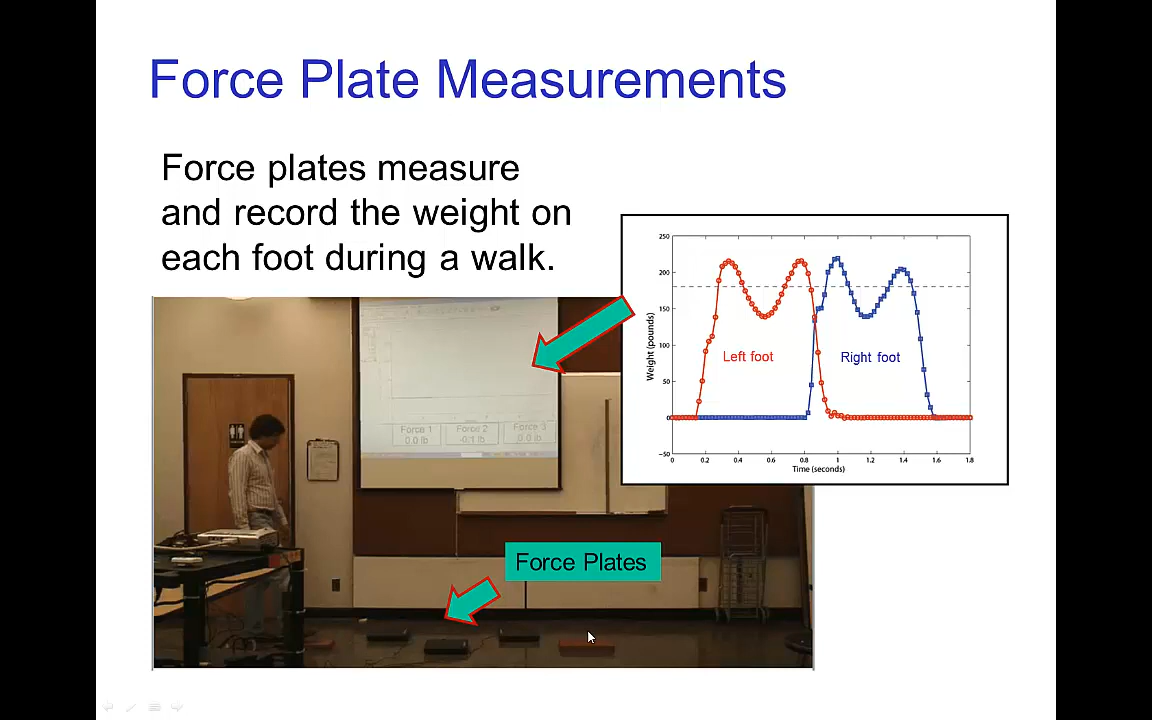 Force Plate Measurements
Force plates measure
and record the weight on
each foot during a walk.
250
200
150
100
50
0
−50
Weight (pounds)
Left foot
Right foot
0 0.2 0.4 0.6 0.8 1 1.2 1.4 1.6 1.8
Time (seconds)
Force 1 Force 2 Force 3
0.0 lb -0.1 lb 0.0 lb
Force Plates